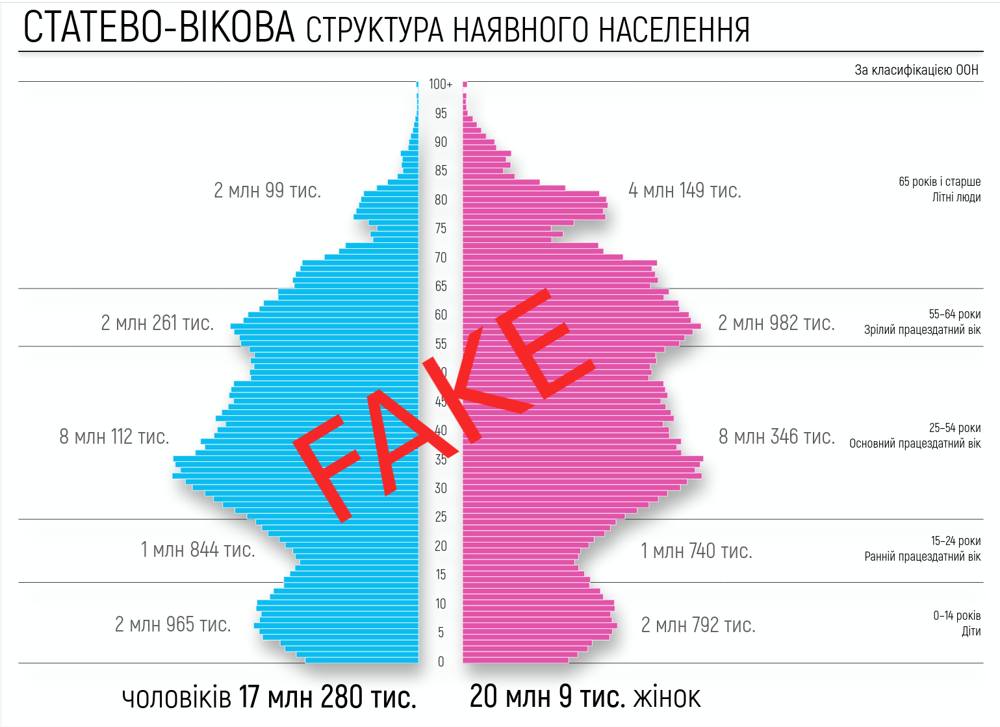 СТАТЕВО-ВІКОВА СТРУКТУРА НАЯВНОГО НАСЕЛЕННЯ
За класифікацією ООН
100+
95
90
85
2 млн 99 тис.
4 млн 149 тис.
65 років і старше
Літні люди
80
75
70
65
60
2 млн 261 тис.
2 млн 982 тис.
55–64 роки
Зрілий працездатний вік
55
0
45
40
8 млн 112 тис.
8 млн 346 тис.
25–54 роки
Основний працездатний вік
FAKE
35
30
25
20
1 млн 844 тис.
1 млн 740 тис.
15–24 роки
Ранній працездатний вік
15
10
2 млн 965 тис.
2 млн 792 тис.
0–14 років
Діти
5
0
чоловіків 17 млн 280 тис.
20 млн 9 тис. жінок